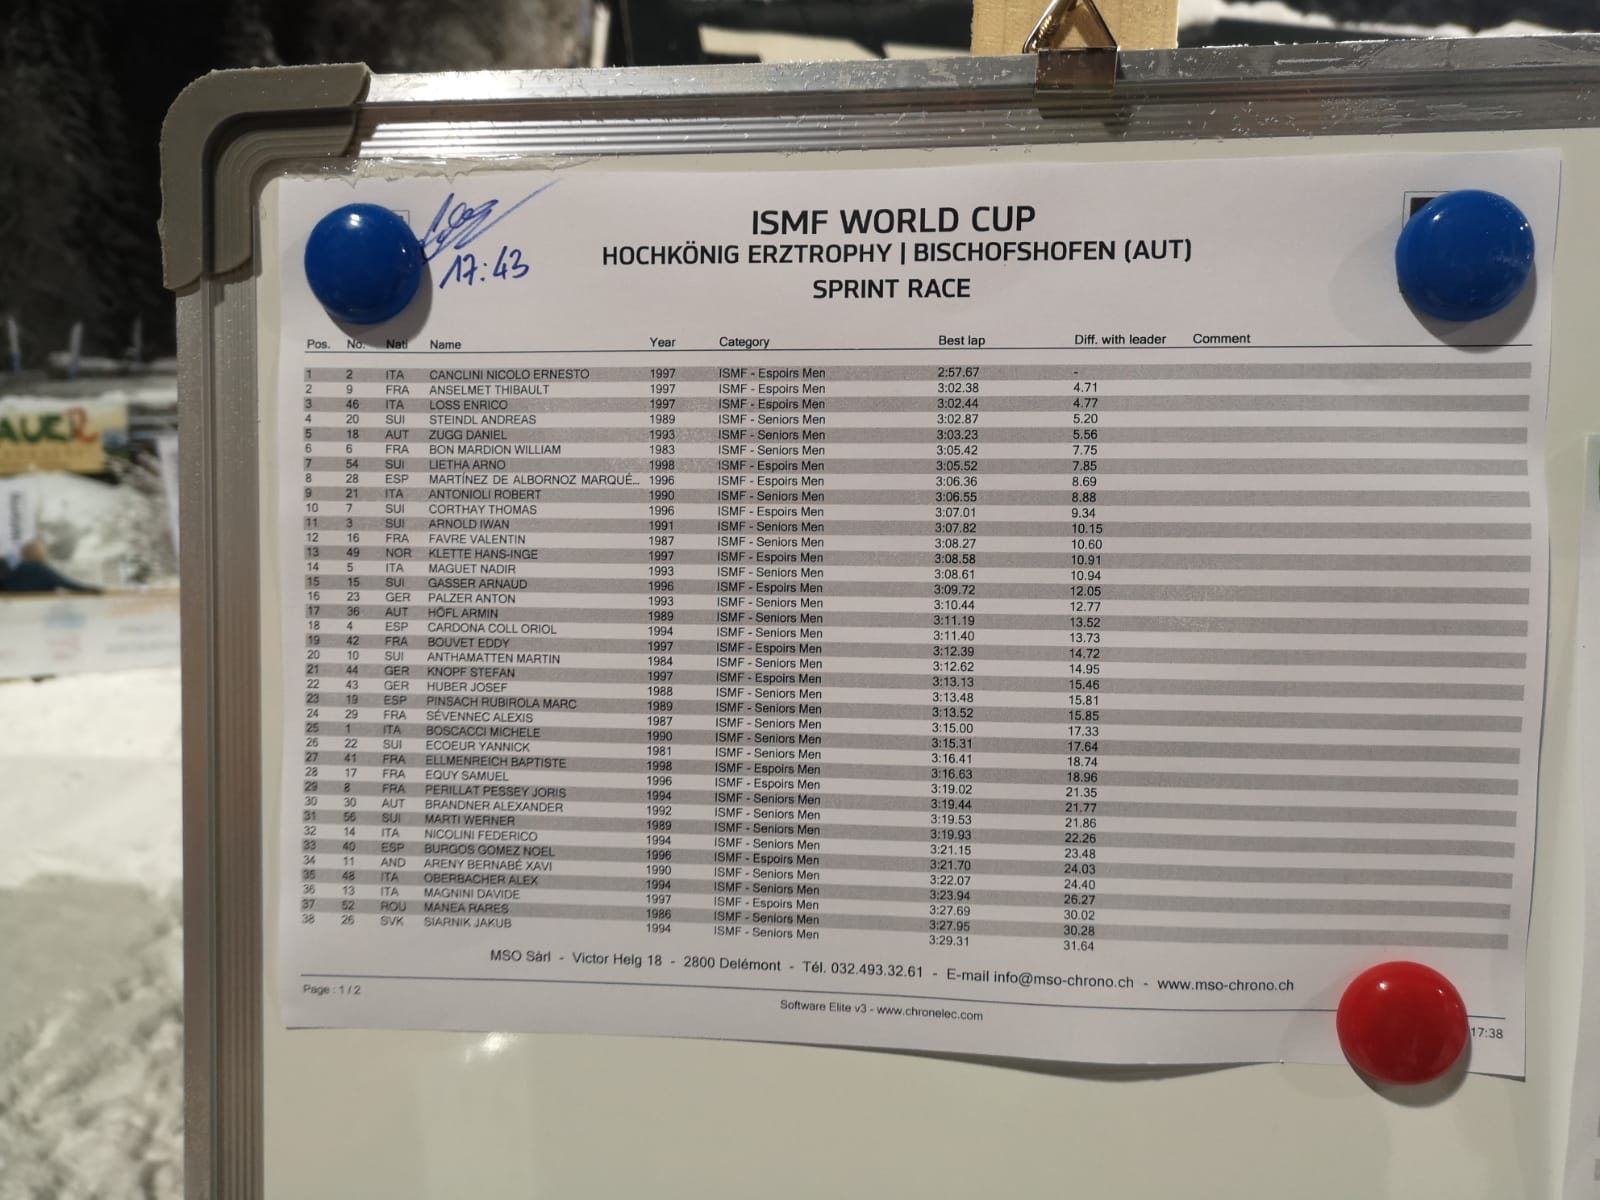 17:43
ISMF WORLD CUP
HOCHKÖNIG ERZTROPHY | BISCHOFSHOFEN (AUT)
SPRINT RACE
Pos. No. Nati Name Year Category Best lap Diff. with leader Comment
1 2 ITA CANCLINI NICOLO ERNESTO 1997 ISMF - Espoirs Men 2:57.67 -
2 9 FRA ANSELMET THIBAULT 1997 ISMF - Espoirs Men 3:02.38 4.71
3 46 ITA LOSS ENRICO 1997 ISMF - Espoirs Men 3:02.44 4.77
4 20 SUI STEINDL ANDREAS 1989 ISMF - Seniors Men 3:02.87 5.20
5 18 AUT ZUGG DANIEL 1993 ISMF - Seniors Men 3:03.23 5.56
6 6 FRA BON MARDION WILLIAM 1983 ISMF - Seniors Men 3:05.42 7.75
7 54 SUI LIETHA ARNO 1998 ISMF - Espoirs Men 3:05.52 7.85
8 28 ESP MARTÍNEZ DE ALBORNOZ MARQUÉ... 1996 ISMF - Espoirs Men 3:06.36 8.69
9 21 ITA ANTONIOLI ROBERT 1990 ISMF - Seniors Men 3:06.55 8.88
10 7 SUI CORTHAY THOMAS 1996 ISMF - Espoirs Men 3:07.01 9.34
11 3 SUI ARNOLD IWAN 1991 ISMF - Seniors Men 3:07.82 10.15
12 16 FRA FAVRE VALENTIN 1987 ISMF - Seniors Men 3:08.27 10.60
13 49 NOR KLETTE HANS-INGE 1997 ISMF - Espoirs Men 3:08.58 10.91
14 5 ITA MAGUET NADIR 1993 ISMF - Seniors Men 3:08.61 10.94
15 15 SUI GASSER ARNAUD 1996 ISMF - Espoirs Men 3:09.72 12.05
16 23 GER PALZER ANTON 1993 ISMF - Seniors Men 3:10.44 12.77
17 36 AUT HÖFL ARMIN 1989 ISMF - Seniors Men 3:11.19 13.52
18 4 ESP CARDONA COLL ORIOL 1994 ISMF - Seniors Men 3:11.40 13.73
19 42 FRA BOUVET EDDY 1997 ISMF - Espoirs Men 3:12.39 14.72
20 10 SUI ANTHAMATTEN MARTIN 1984 ISMF - Seniors Men 3:12.62 14.95
21 44 GER KNOPF STEFAN 1997 ISMF - Espoirs Men 3:13.13 15.46
22 43 GER HUBER JOSEF 1988 ISMF - Seniors Men 3:13.48 15.81
23 19 ESP PINSACH RUBIROLA MARC 1989 ISMF - Seniors Men 3:13.52 15.85
24 29 FRA SÉVENNEC ALEXIS 1987 ISMF - Seniors Men 3:15.00 17.33
25 1 ITA BOSCACCI MICHELE 1990 ISMF - Seniors Men 3:15.31 17.64
26 22 SUI ECOEUR YANNICK 1981 ISMF - Seniors Men 3:16.41 18.74
27 41 FRA ELLMENREICH BAPTISTE 1998 ISMF - Espoirs Men 3:16.63 18.96
28 17 FRA EQUY SAMUEL 1996 ISMF - Espoirs Men 3:19.02 21.35
29 8 FRA PERILLAT PESSEY JORIS 1994 ISMF - Seniors Men 3:19.44 21.77
30 30 AUT BRANDNER ALEXANDER 1992 ISMF - Seniors Men 3:19.53 21.86
31 56 SUI MARTI WERNER 1989 ISMF - Seniors Men 3:19.93 22.26
32 14 ITA NICOLINI FEDERICO 1994 ISMF - Seniors Men 3:21.15 23.48
33 40 ESP BURGOS GOMEZ NOEL 1996 ISMF - Espoirs Men 3:21.70 24.03
34 11 AND ARENY BERNABÉ XAVI 1990 ISMF - Seniors Men 3:22.07 24.40
35 48 ITA OBERBACHER ALEX 1994 ISMF - Seniors Men 3:23.94 26.27
36 13 ITA MAGNINI DAVIDE 1997 ISMF - Espoirs Men 3:27.69 30.02
37 52 ROU MANEA RARES 1986 ISMF - Seniors Men 3:27.95 30.28
38 26 SVK SIARNIK JAKUB 1994 ISMF - Seniors Men 3:29.31 31.64
MSO Sàrl - Victor Helg 18 - 2800 Delémont - Tél. 032.493.32.61 - E-mail info@mso-chrono.ch - www.mso-chrono.ch
Page : 1 / 2
Software Elite v3 - www.chronelec.com
17:38